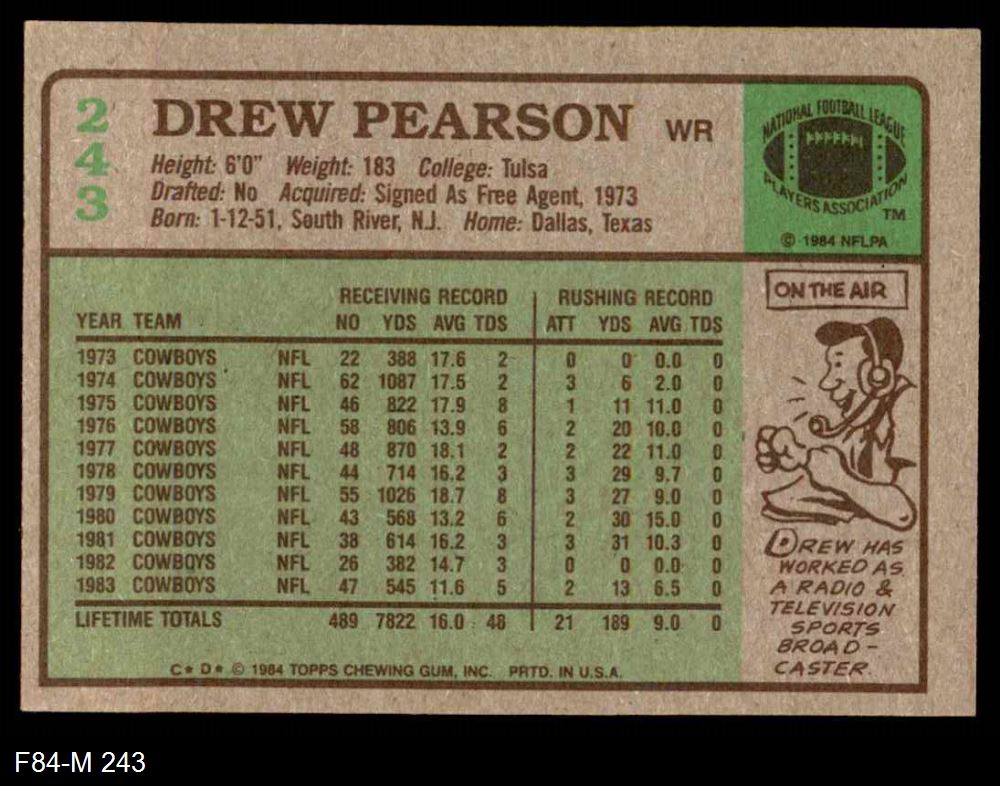 243
DREW PEARSON WR
Height: 6'0" Weight: 183 College: Tulsa
Drafted: No Acquired: Signed As Free Agent, 1973
Born: 1-12-51, South River, N.J. Home: Dallas, Texas
NATIONAL FOOTBALL LEAGUE
PLAYERS ASSOCIATION
TM
© 1984 NFLPA
RECEIVING RECORD RUSHING RECORD
YEAR TEAM NO YDS AVG TDS ATT YDS AVG TDS
1973 COWBOYS NFL 22 388 17.6 2 0 0 0.0 0
1974 COWBOYS NFL 62 1087 17.5 2 3 6 2.0 0
1975 COWBOYS NFL 46 822 17.9 8 1 11 11.0 0
1976 COWBOYS NFL 58 806 13.9 6 2 20 10.0 0
1977 COWBOYS NFL 48 870 18.1 2 2 22 11.0 0
1978 COWBOYS NFL 44 714 16.2 3 3 29 9.7 0
1979 COWBOYS NFL 55 1026 18.7 8 3 27 9.0 0
1980 COWBOYS NFL 43 568 13.2 6 2 30 15.0 0
1981 COWBOYS NFL 38 614 16.2 3 3 31 10.3 0
1982 COWBOYS NFL 26 382 14.7 3 0 0 0.0 0
1983 COWBOYS NFL 47 545 11.6 5 2 13 6.5 0
LIFETIME TOTALS 489 7822 16.0 48 21 189 9.0 0
C* D* © 1984 TOPPS CHEWING GUM, INC. PRTD. IN U.S.A.
ON THE AIR
DREW HAS
WORKED AS
A RADIO &
TELEVISION
SPORTS
BROAD-
CASTER.
F84-M 243